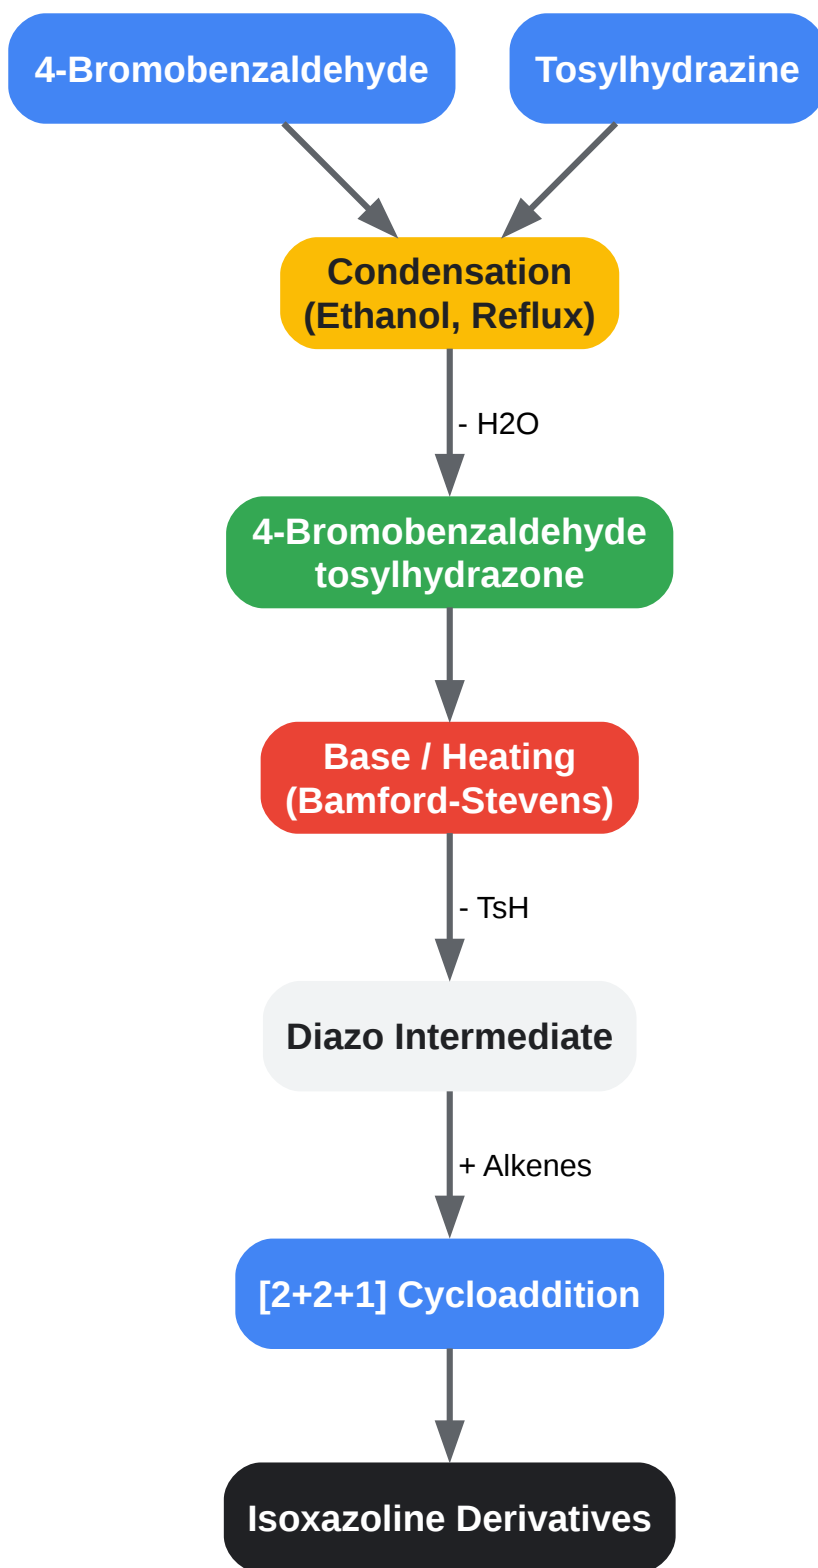 4-Bromobenzaldehyde
Tosylhydrazine
Condensation
(Ethanol, Reflux)
- H2O
4-Bromobenzaldehyde
tosylhydrazone
Base / Heating
(Bamford-Stevens)
- TsH
Diazo Intermediate
+ Alkenes
[2+2+1] Cycloaddition
Isoxazoline Derivatives